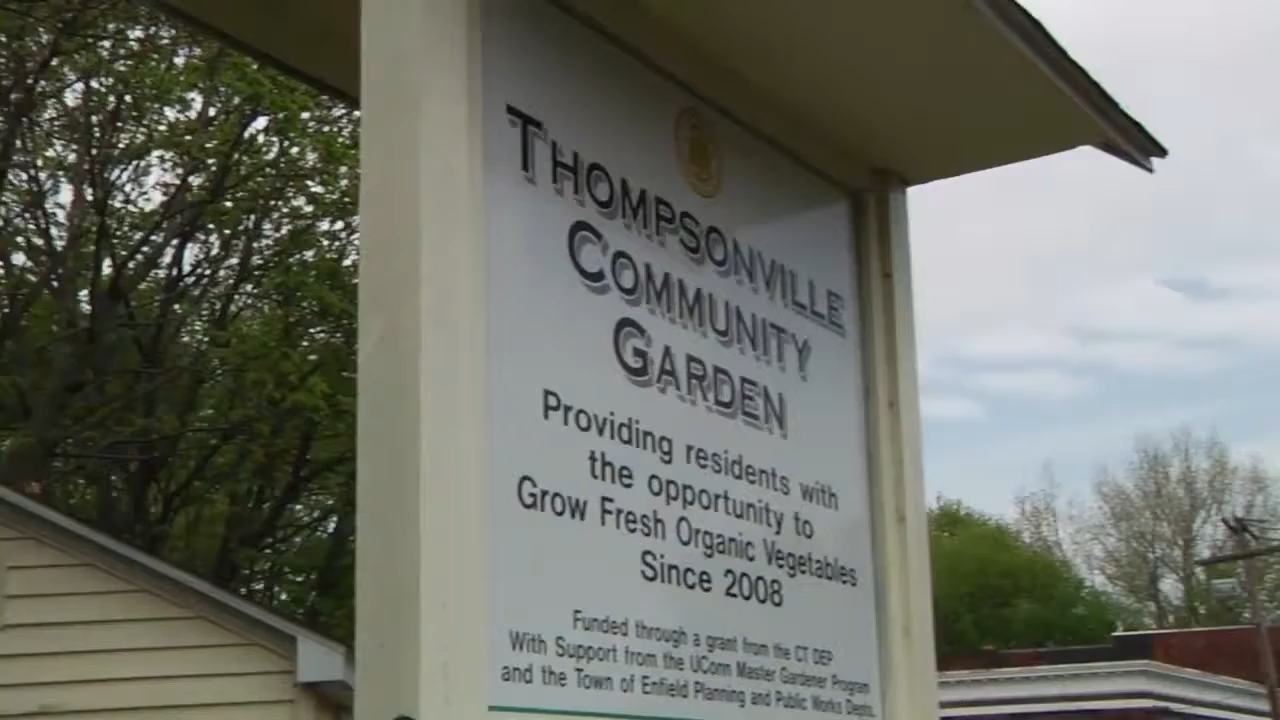 THOMPSONVILLE
COMMUNITY
GARDEN
Providing residents with
the opportunity to
Grow Fresh Organic Vegetables
Since 2008
Funded through a grant from the CT DEP
With Support from the UConn Master Gardener Program
and the Town of Enfield Planning and Public Works Depts.